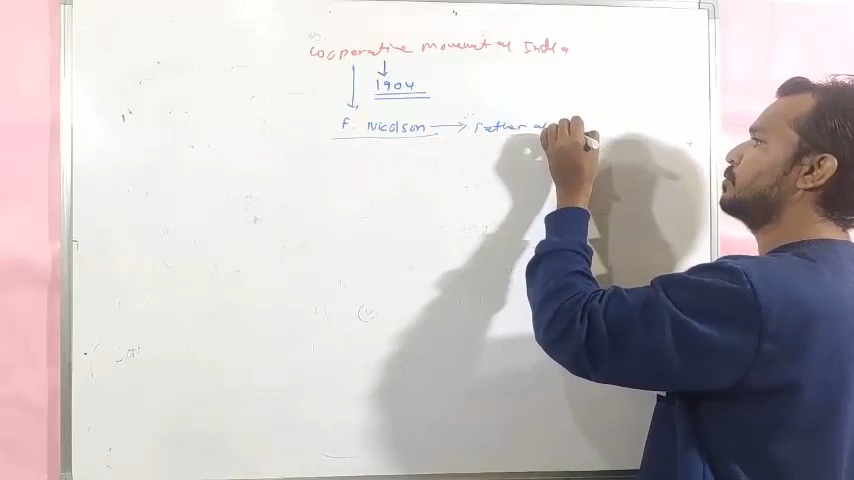 Cooperative movement of India
1904
F. Nicolson → Father of